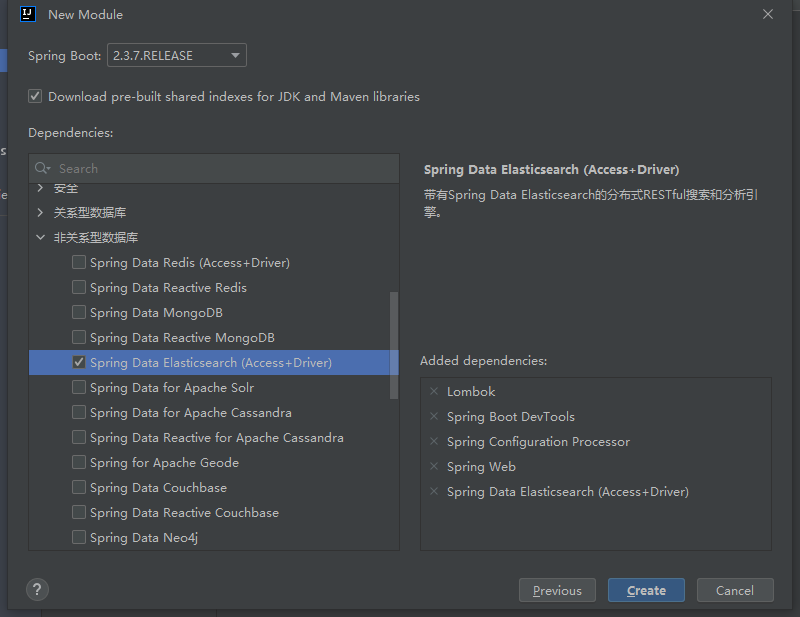 New Module
Spring Boot: 2.3.7.RELEASE
Download pre-built shared indexes for JDK and Maven libraries
Dependencies:
Search
安全
关系型数据库
非关系型数据库
Spring Data Redis (Access+Driver)
Spring Data Reactive Redis
Spring Data MongoDB
Spring Data Reactive MongoDB
Spring Data Elasticsearch (Access+Driver)
Spring Data for Apache Solr
Spring Data for Apache Cassandra
Spring Data Reactive for Apache Cassandra
Spring for Apache Geode
Spring Data Couchbase
Spring Data Reactive Couchbase
Spring Data Neo4j
Spring Data Elasticsearch (Access+Driver)
带有Spring Data Elasticsearch的分布式RESTful搜索和分析引
擎。
Added dependencies:
Lombok
Spring Boot DevTools
Spring Configuration Processor
Spring Web
Spring Data Elasticsearch (Access+Driver)
?
Previous
Create
Cancel